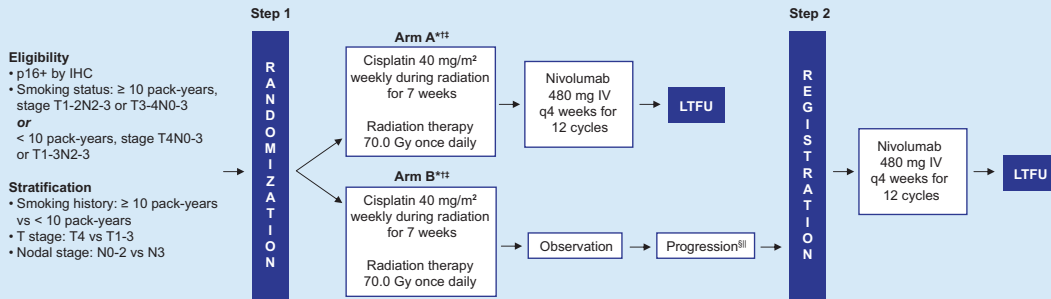 Step 1
Step 2
Eligibility
• p16+ by IHC
• Smoking status: ≥ 10 pack-years,
stage T1-2N2-3 or T3-4N0-3
or
< 10 pack-years, stage T4N0-3
or T1-3N2-3
Stratification
• Smoking history: ≥ 10 pack-years
vs < 10 pack-years
• T stage: T4 vs T1-3
• Nodal stage: N0-2 vs N3
RANDOMIZATION
Arm A*†‡
Cisplatin 40 mg/m²
weekly during radiation
for 7 weeks
Radiation therapy
70.0 Gy once daily
Nivolumab
480 mg IV
q4 weeks for
12 cycles
LTFU
Arm B*†‡
Cisplatin 40 mg/m²
weekly during radiation
for 7 weeks
Radiation therapy
70.0 Gy once daily
Observation
Progression§||
REGISTRATION
Nivolumab
480 mg IV
q4 weeks for
12 cycles
LTFU